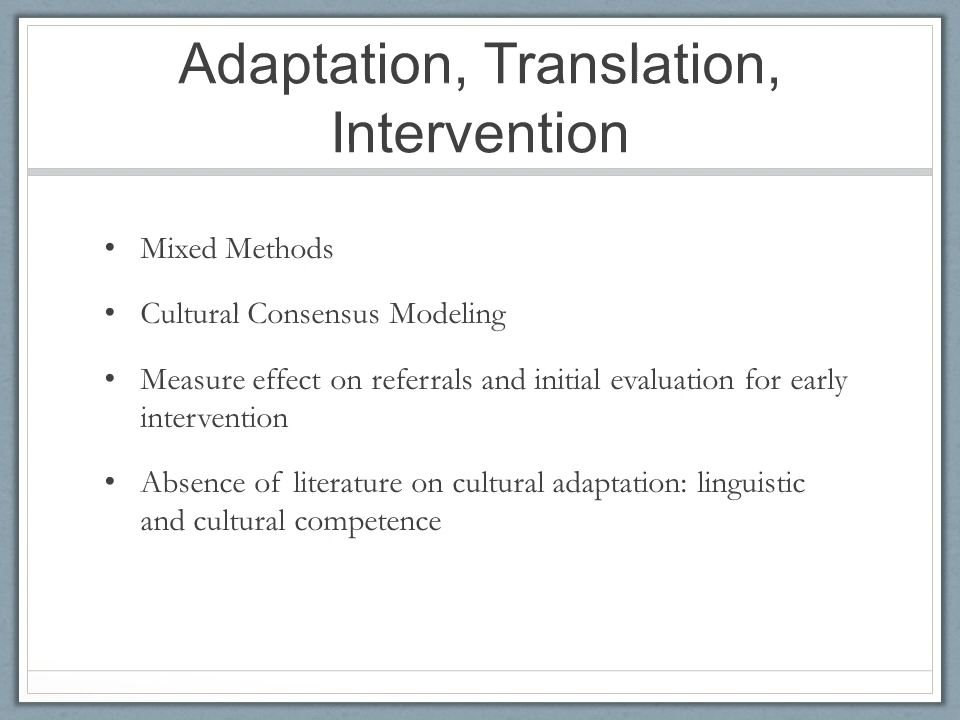 Adaptation, Translation,
Intervention
• Mixed Methods
• Cultural Consensus Modeling
• Measure effect on referrals and initial evaluation for early
intervention
• Absence of literature on cultural adaptation: linguistic
and cultural competence